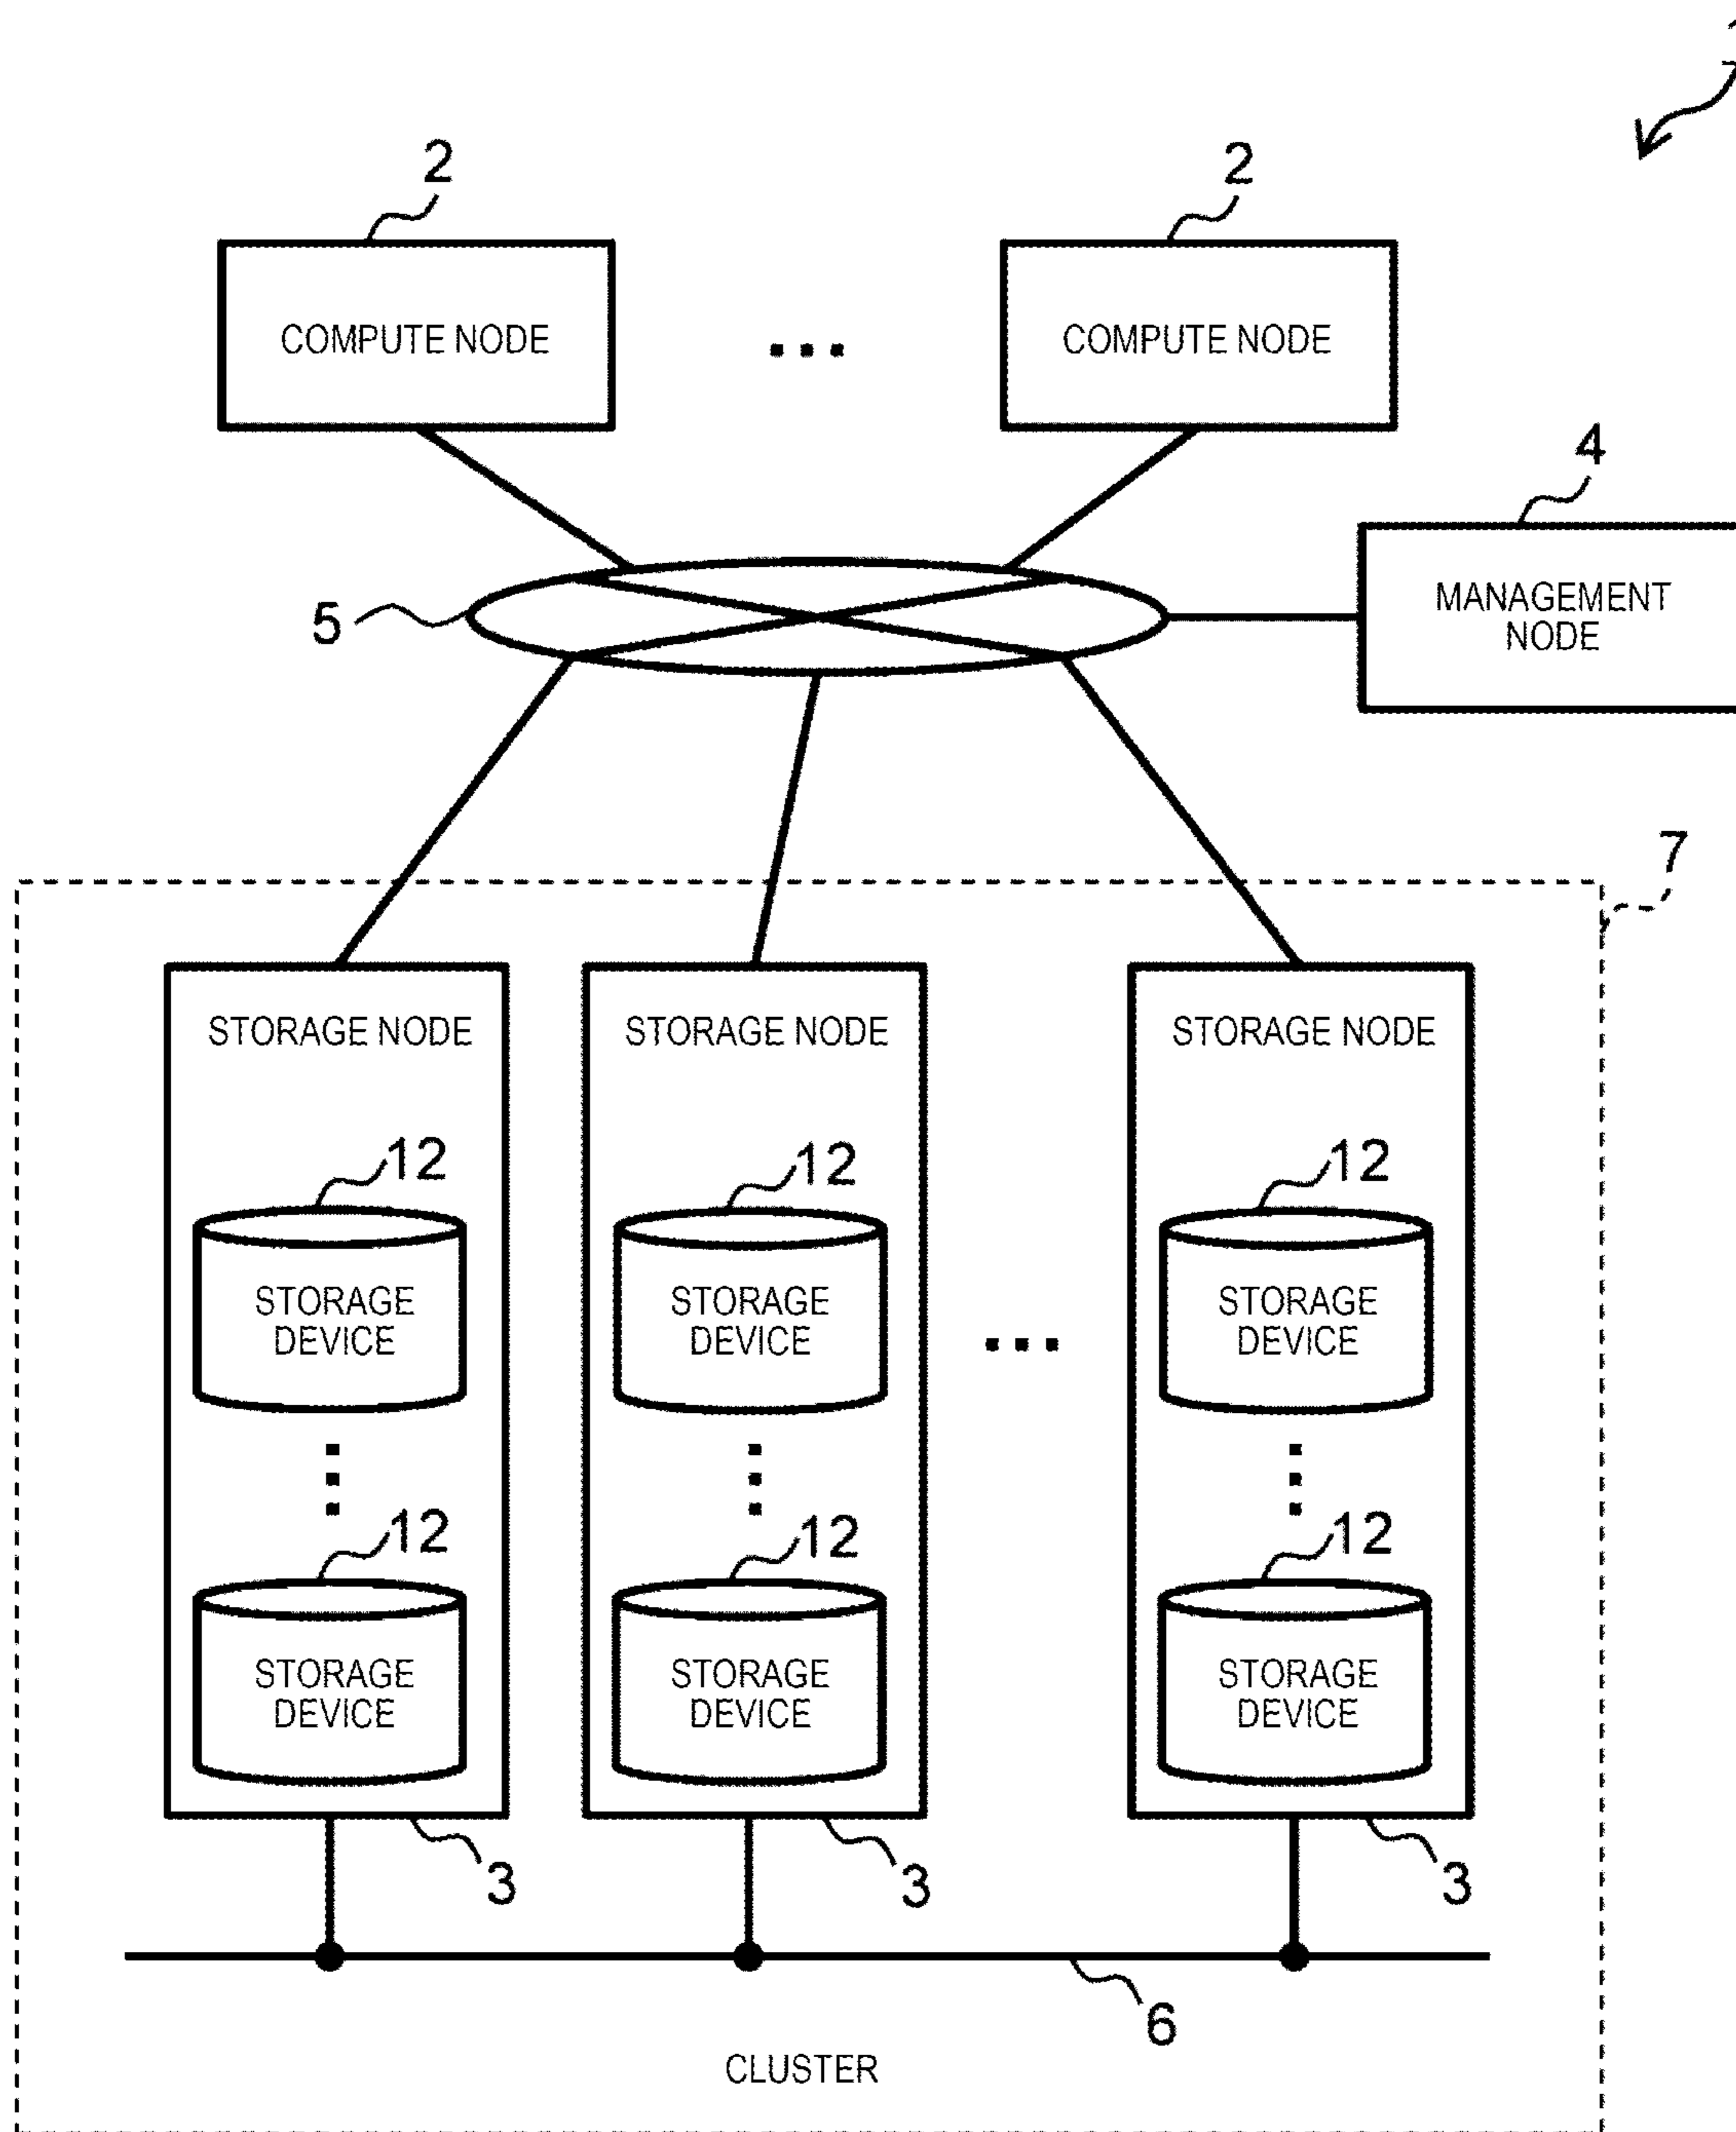 1
2
2
COMPUTE NODE
...
COMPUTE NODE
4
5
MANAGEMENT
NODE
7
STORAGE NODE
STORAGE NODE
STORAGE NODE
12
12
12
STORAGE
DEVICE
STORAGE
DEVICE
...
STORAGE
DEVICE
12
12
12
STORAGE
DEVICE
STORAGE
DEVICE
STORAGE
DEVICE
3
3
3
6
CLUSTER